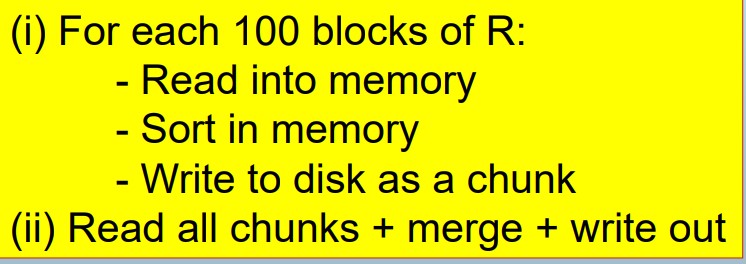 (i) For each 100 blocks of R:
- Read into memory
- Sort in memory
- Write to disk as a chunk
(ii) Read all chunks + merge + write out